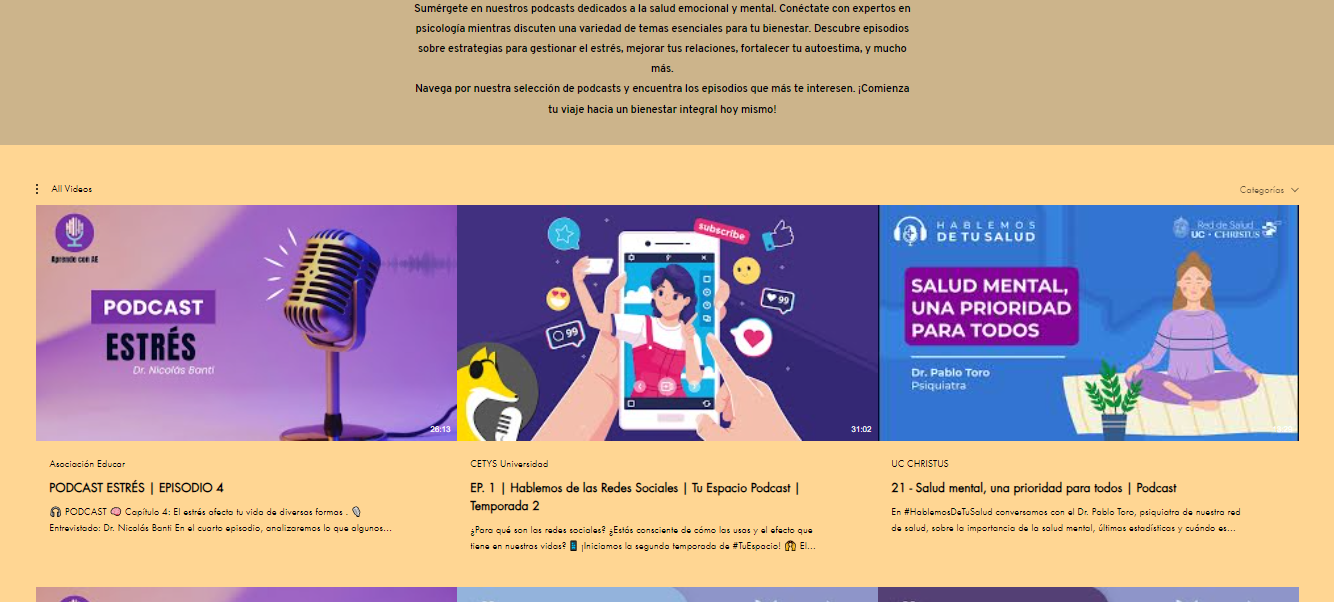 Sumérgete en nuestros podcasts dedicados a la salud emocional y mental. Conéctate con expertos en
psicología mientras discuten una variedad de temas esenciales para tu bienestar. Descubre episodios
sobre estrategias para gestionar el estrés, mejorar tus relaciones, fortalecer tu autoestima, y mucho
más.
Navega por nuestra selección de podcasts y encuentra los episodios que más te interesen. ¡Comienza
tu viaje hacia un bienestar integral hoy mismo!
All Videos
Categorías
Aprende con AE
PODCAST
ESTRÉS
Dr. Nicolás Banti
26:13
subscribe
99
99
31:02
HABLEMOS
DE TU SALUD
Red de Salud
UC · CHRISTUS
SALUD MENTAL,
UNA PRIORIDAD
PARA TODOS
Dr. Pablo Toro
Psiquiatra
Asociación Educar
PODCAST ESTRÉS | EPISODIO 4
🎧 PODCAST 🧠 Capítulo 4: El estrés afecta tu vida de diversas formas . 📎
Entrevistado: Dr. Nicolás Banti En el cuarto episodio, analizaremos lo que algunos...
CETYS Universidad
EP. 1 | Hablemos de las Redes Sociales | Tu Espacio Podcast |
Temporada 2
¿Para qué son las redes sociales? ¿Estás consciente de cómo las usas y el efecto que
tiene en nuestras vidas? 📱 ¡Iniciamos la segunda temporada de #TuEspacio! 🎧 El...
UC CHRISTUS
21 - Salud mental, una prioridad para todos | Podcast
En #HablemosDeTuSalud conversamos con el Dr. Pablo Toro, psiquiatra de nuestra red
de salud, sobre la importancia de la salud mental, últimas estadísticas y cuándo es...